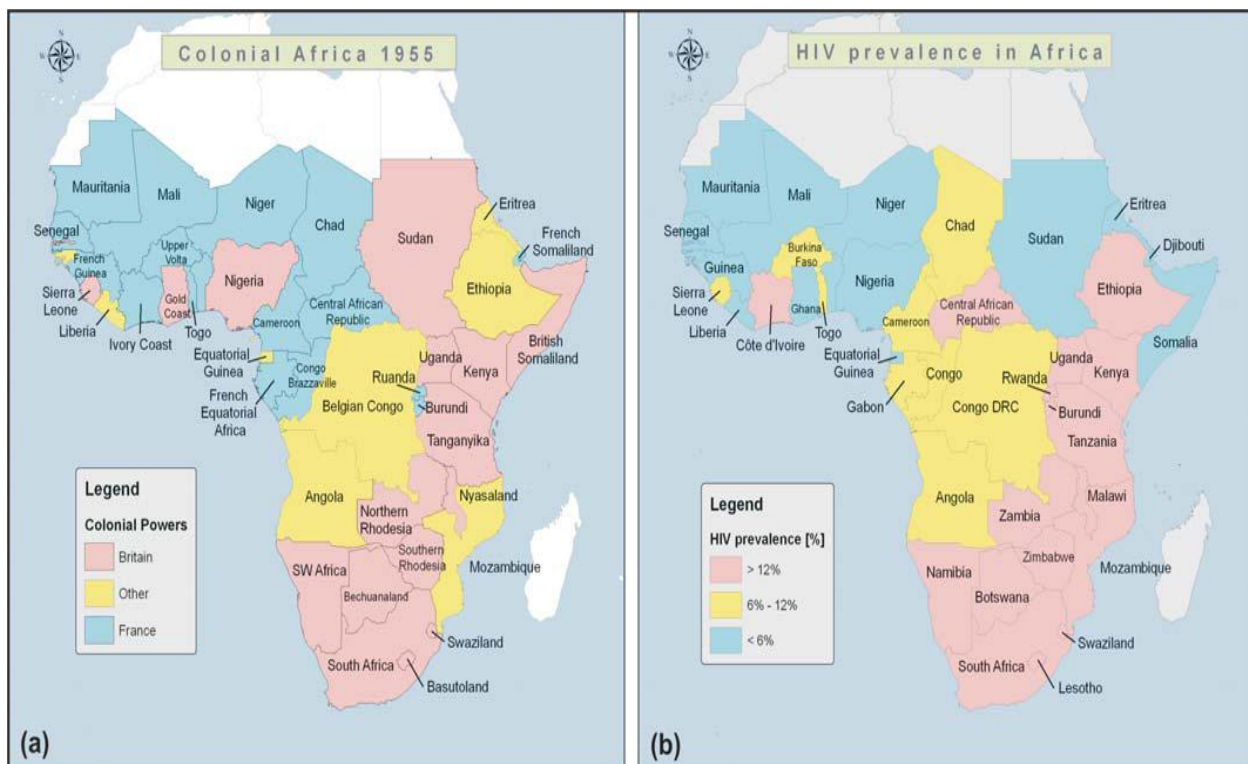 Colonial Africa 1955
N
W
E
S
Mauritania
Mali
Niger
Chad
Sudan
Eritrea
French
Somaliland
Senegal
French
Guinea
Upper
Volta
Nigeria
Ethiopia
Sierra
Leone
Gold
Coast
Central African
Republic
Liberia
Togo
Cameroon
British
Somaliland
Ivory Coast
Equatorial
Guinea
Uganda
Kenya
Congo
Brazzaville
Ruanda
French
Equatorial
Africa
Belgian Congo
Burundi
Tanganyika
Angola
Nyasaland
Northern
Rhodesia
Southern
Rhodesia
SW Africa
Mozambique
Bechuanaland
Swaziland
South Africa
Basutoland
Legend
Colonial Powers
Britain
Other
France
(a)
HIV prevalence in Africa
N
W
E
S
Mauritania
Mali
Niger
Chad
Sudan
Eritrea
Djibouti
Senegal
Guinea
Burkina
Faso
Nigeria
Ethiopia
Sierra
Leone
Ghana
Central African
Republic
Liberia
Togo
Cameroon
Somalia
Côte d'Ivoire
Equatorial
Guinea
Uganda
Kenya
Congo
Rwanda
Gabon
Congo DRC
Burundi
Tanzania
Angola
Malawi
Zambia
Zimbabwe
Namibia
Mozambique
Botswana
Swaziland
South Africa
Lesotho
Legend
HIV prevalence [%]
> 12%
6% - 12%
< 6%
(b)